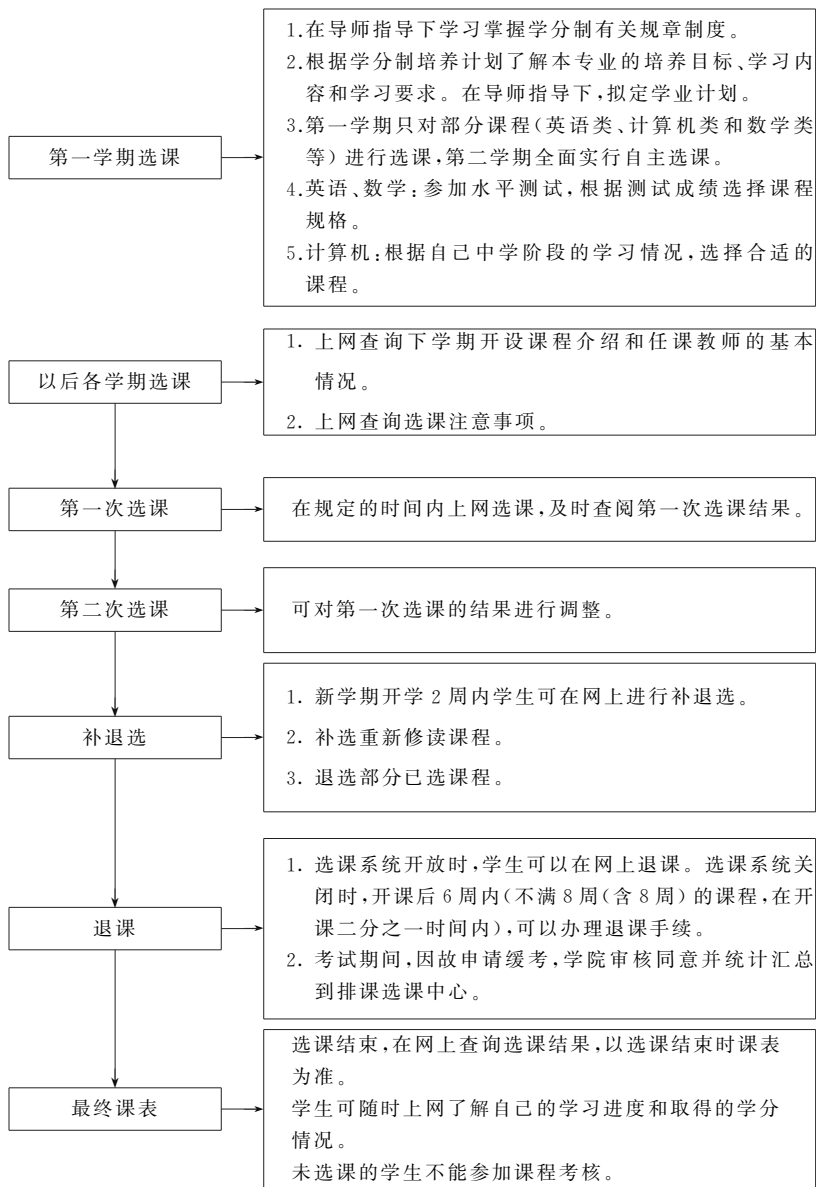 第一学期选课
1.在导师指导下学习掌握学分制有关规章制度。
2.根据学分制培养计划了解本专业的培养目标、学习内
容和学习要求。在导师指导下,拟定学业计划。
3.第一学期只对部分课程(英语类、计算机类和数学类
等)进行选课,第二学期全面实行自主选课。
4.英语、数学:参加水平测试,根据测试成绩选择课程
规格。
5.计算机:根据自己中学阶段的学习情况,选择合适的
课程。
以后各学期选课
1. 上网查询下学期开设课程介绍和任课教师的基本
情况。
2. 上网查询选课注意事项。
第一次选课
在规定的时间内上网选课,及时查阅第一次选课结果。
第二次选课
可对第一次选课的结果进行调整。
补退选
1. 新学期开学 2 周内学生可在网上进行补退选。
2. 补选重新修读课程。
3. 退选部分已选课程。
退课
1. 选课系统开放时,学生可以在网上退课。选课系统关
闭时,开课后 6 周内(不满 8 周(含 8 周)的课程,在开
课二分之一时间内),可以办理退课手续。
2. 考试期间,因故申请缓考,学院审核同意并统计汇总
到排课选课中心。
最终课表
选课结束,在网上查询选课结果,以选课结束时课表
为准。
学生可随时上网了解自己的学习进度和取得的学分
情况。
未选课的学生不能参加课程考核。